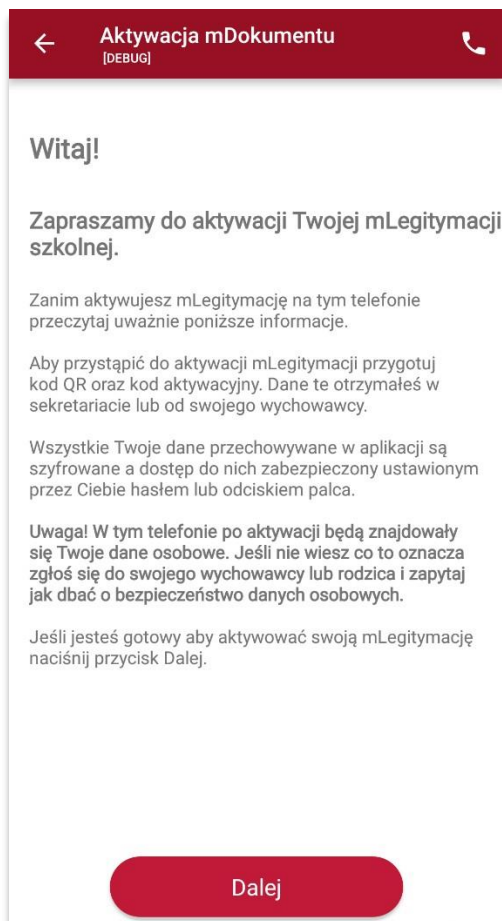 Aktywacja mDokumentu
[DEBUG]
Witaj!
Zapraszamy do aktywacji Twojej mLegitymacji
szkolnej.
Zanim aktywujesz mLegitymację na tym telefonie
przeczytaj uważnie poniższe informacje.
Aby przystąpić do aktywacji mLegitymacji przygotuj
kod QR oraz kod aktywacyjny. Dane te otrzymałeś w
sekretariacie lub od swojego wychowawcy.
Wszystkie Twoje dane przechowywane w aplikacji są
szyfrowane a dostęp do nich zabezpieczony ustawionym
przez Ciebie hasłem lub odciskiem palca.
Uwaga! W tym telefonie po aktywacji będą znajdowały
się Twoje dane osobowe. Jeśli nie wiesz co to oznacza
zgłoś się do swojego wychowawcy lub rodzica i zapytaj
jak dbać o bezpieczeństwo danych osobowych.
Jeśli jesteś gotowy aby aktywować swoją mLegitymację
naciśnij przycisk Dalej.
Dalej